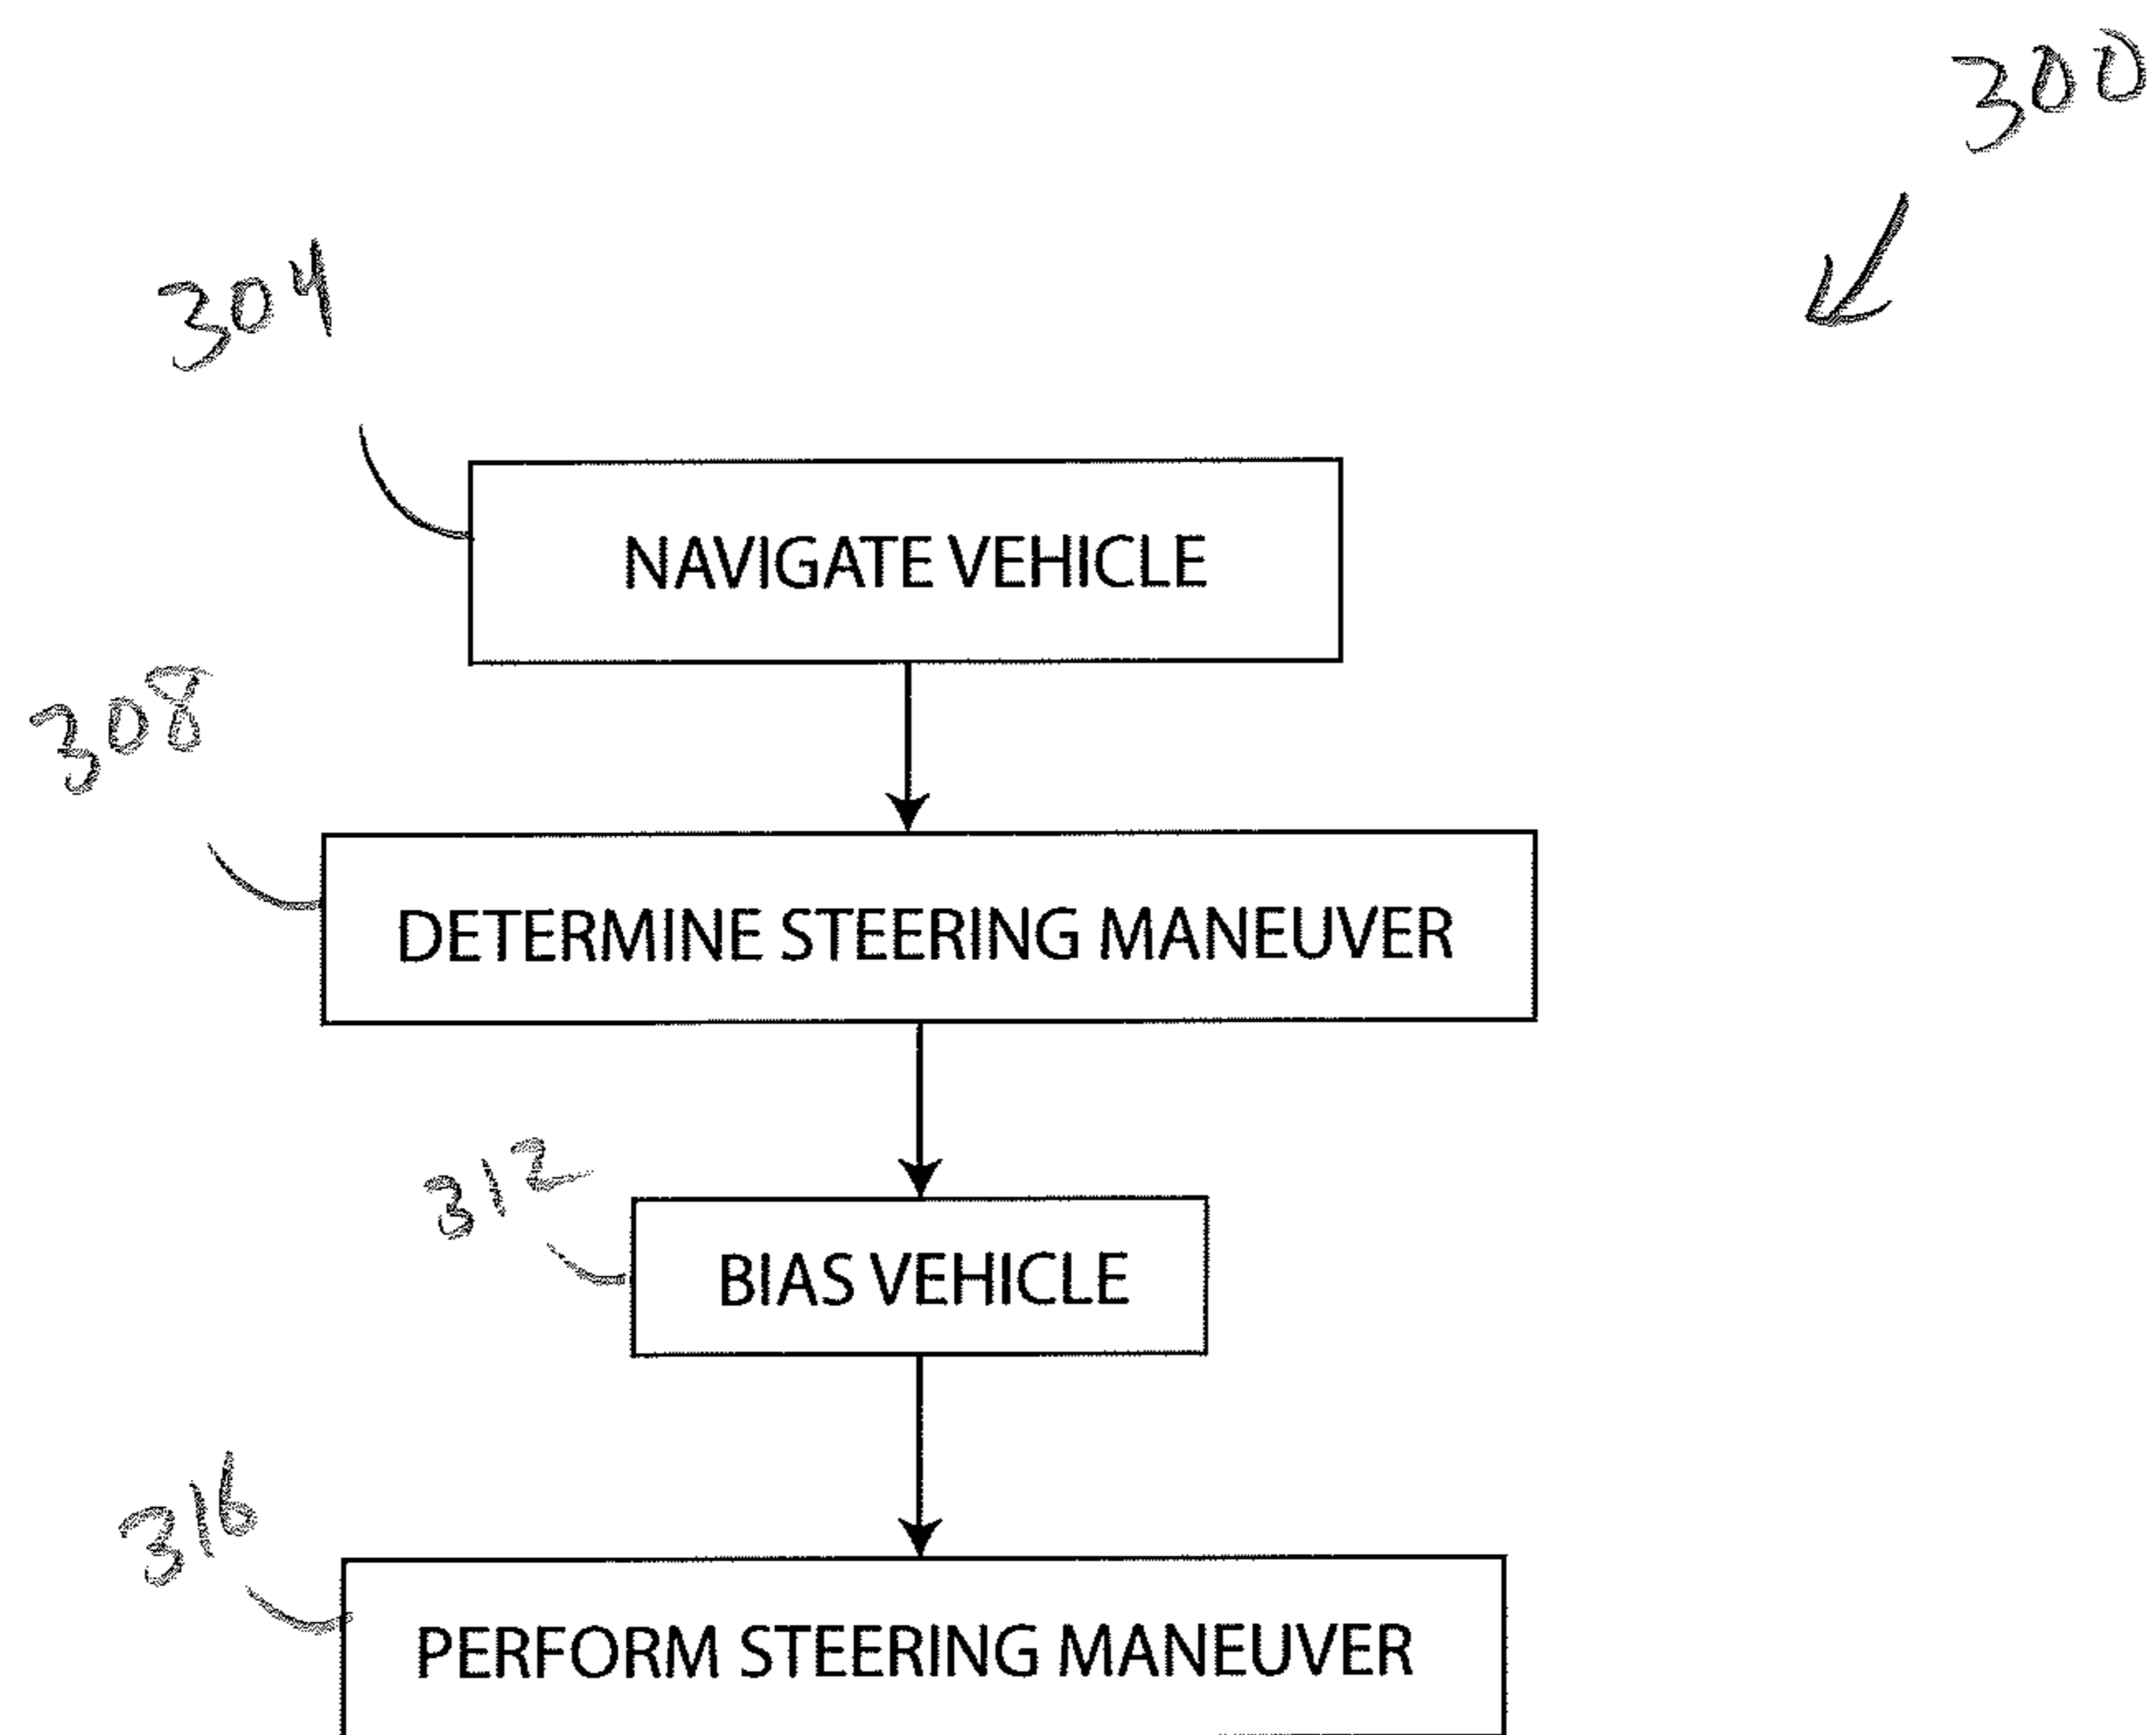 300
304
NAVIGATE VEHICLE
308
DETERMINE STEERING MANEUVER
312
BIAS VEHICLE
316
PERFORM STEERING MANEUVER